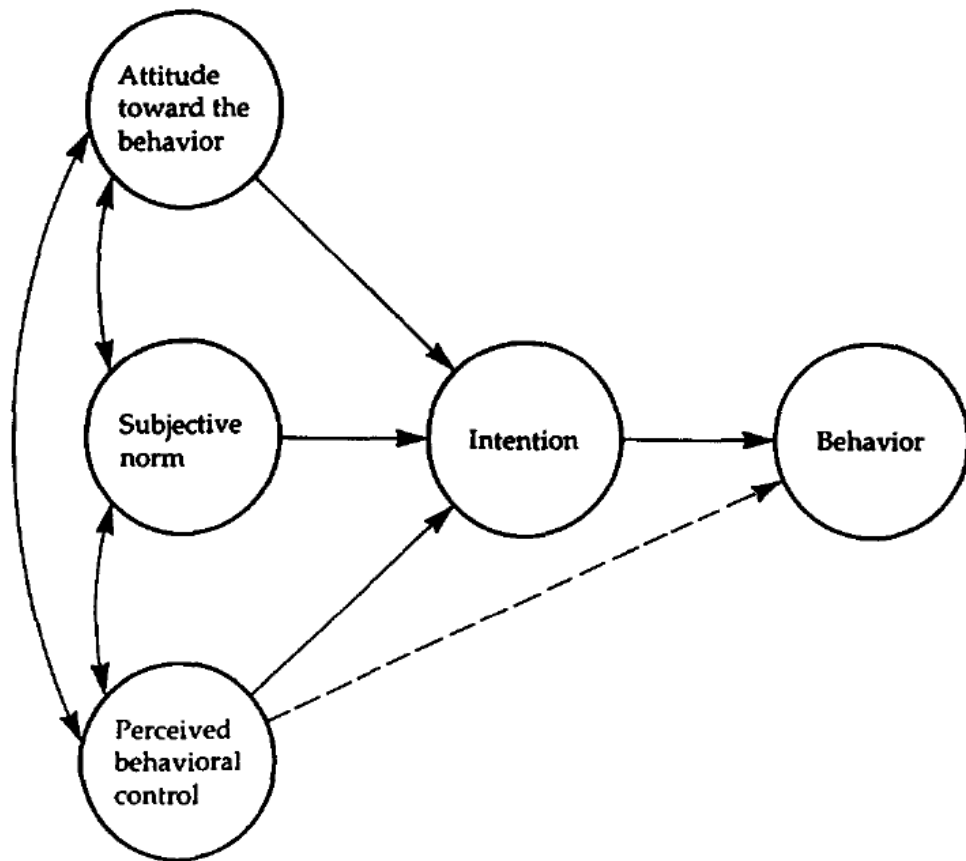 Attitude
toward the
behavior
Subjective
norm
Intention
Behavior
Perceived
behavioral
control